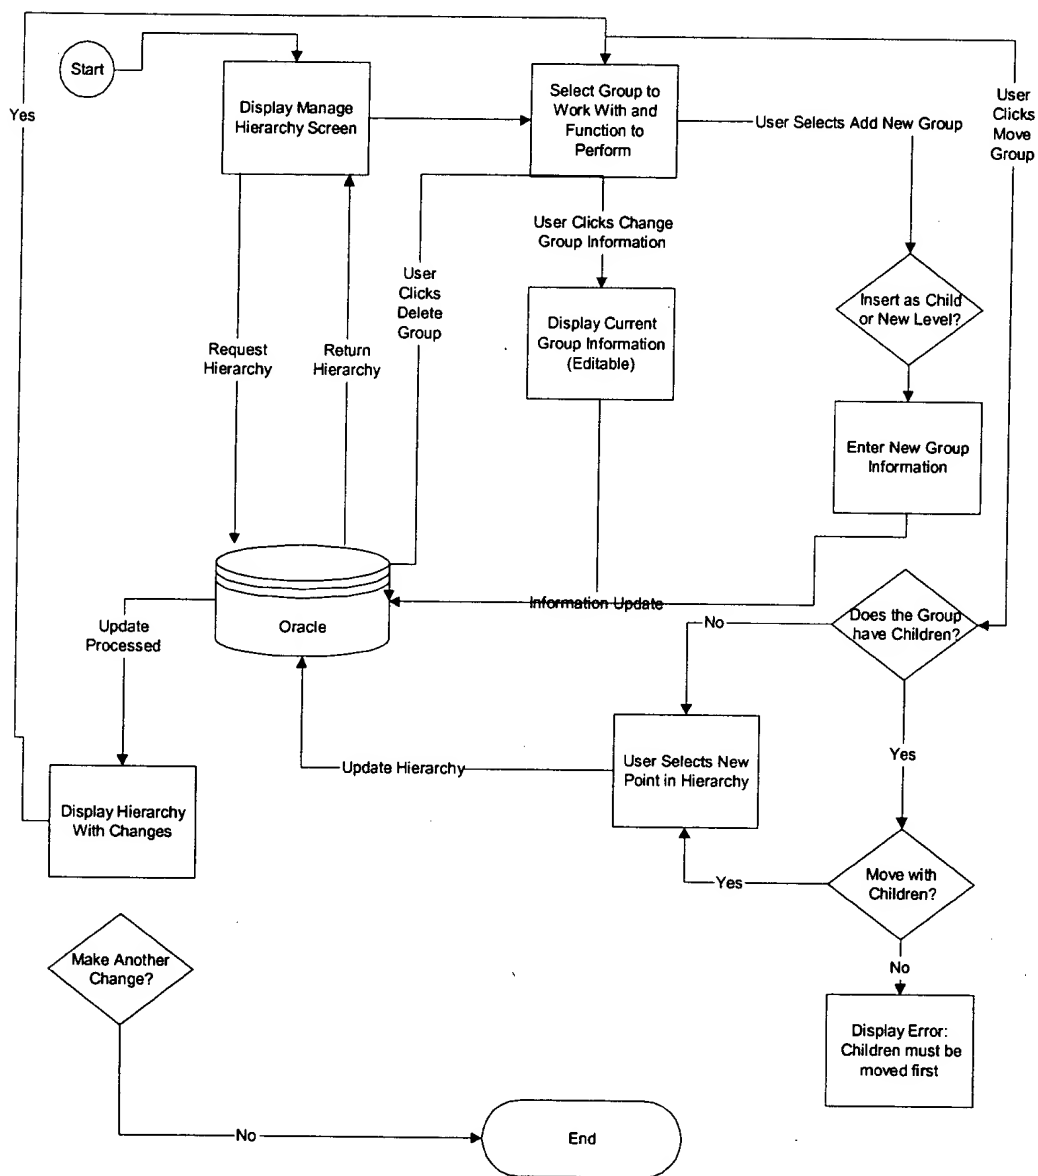 Start
Yes
Display Manage
Hierarchy Screen
Select Group to
Work With and
Function to
Perform
User Selects Add New Group
User
Clicks
Move
Group
User Clicks Change
Group Information
User
Clicks
Delete
Group
Request
Hierarchy
Return
Hierarchy
Display Current
Group Information
(Editable)
Insert as Child
or New Level?
Enter New Group
Information
Information Update
Oracle
Update
Processed
Does the Group
have Children?
No
User Selects New
Point in Hierarchy
Update Hierarchy
Yes
Display Hierarchy
With Changes
Move with
Children?
Yes
No
Make Another
Change?
Display Error:
Children must be
moved first
No
End